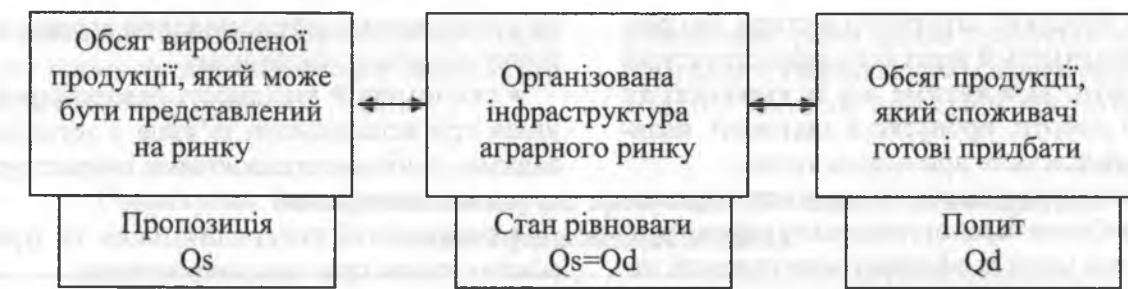 Обсяг виробленої
продукції, який може
бути представлений
на ринку
Пропозиція
Qs
Організована
інфраструктура
аграрного ринку
Стан рівноваги
Qs=Qd
Обсяг продукції,
який споживачі
готові придбати
Попит
Qd